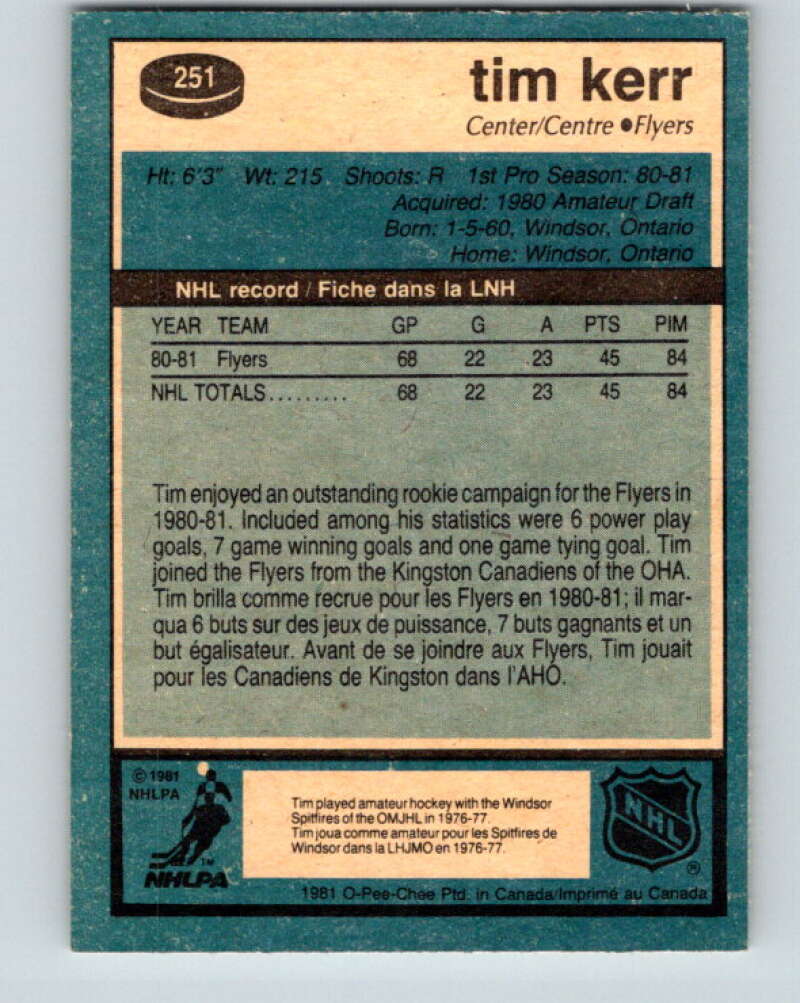 251
tim kerr
Center/Centre ●Flyers
Ht: 6'3" Wt: 215 Shoots: R 1st Pro Season: 80-81
Acquired: 1980 Amateur Draft
Born: 1-5-60, Windsor, Ontario
Home: Windsor, Ontario
NHL record / Fiche dans la LNH
YEAR TEAM GP G A PTS PIM
80-81 Flyers 68 22 23 45 84
NHL TOTALS......... 68 22 23 45 84
Tim enjoyed an outstanding rookie campaign for the Flyers in
1980-81. Included among his statistics were 6 power play
goals, 7 game winning goals and one game tying goal. Tim
joined the Flyers from the Kingston Canadiens of the OHA.
Tim brilla comme recrue pour les Flyers en 1980-81; il mar-
qua 6 buts sur des jeux de puissance, 7 buts gagnants et un
but égalisateur. Avant de se joindre aux Flyers, Tim jouait
pour les Canadiens de Kingston dans l'AHO.
© 1981
NHLPA
Tim played amateur hockey with the Windsor
Spitfires of the OMJHL in 1976-77.
Tim joua comme amateur pour les Spitfires de
Windsor dans la LHJMO en 1976-77.
TM
NHLPA
NHL
®
1981 O-Pee-Chee Ptd. in Canada/Imprimé au Canada